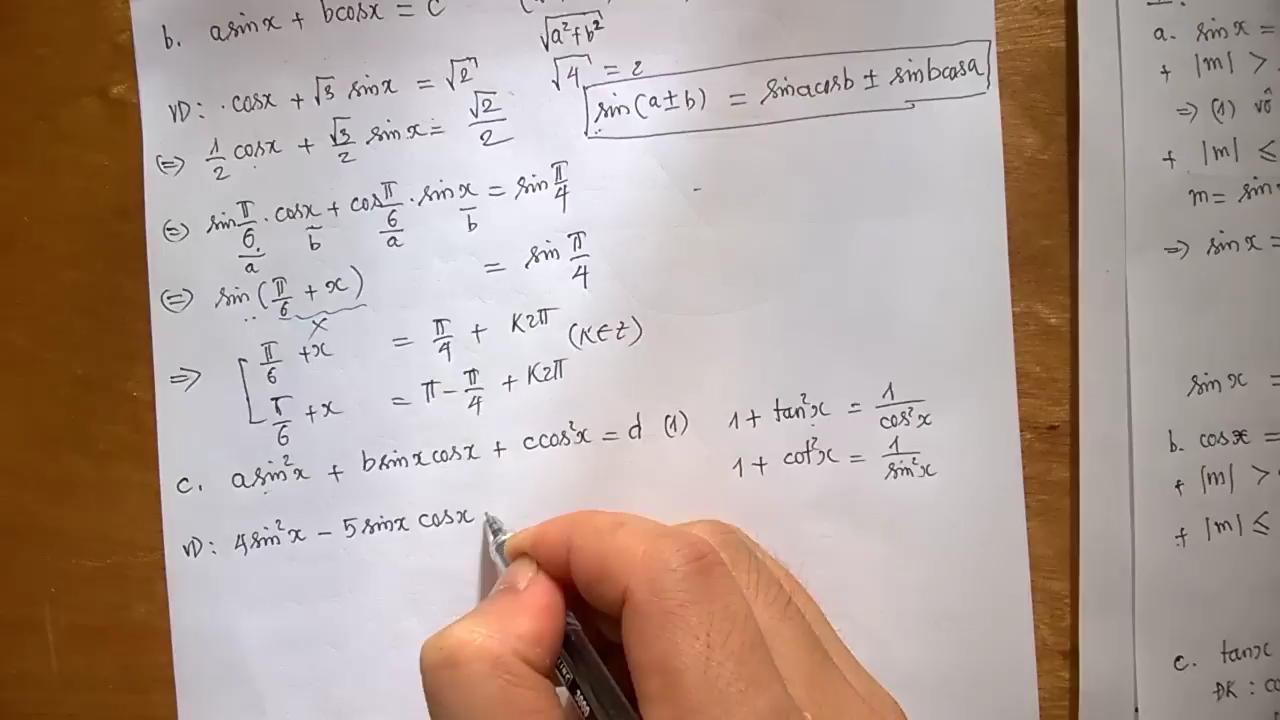 b. asinx + bcosx = c
√a²+b²
VD: cosx + √3 sinx = √2 √4 = 2
sin(a±b) = sinacosb ± sinbcosa
(=) 1/2 cosx + √3/2 sinx = √2/2
(=) sin π/6 . cosx + cos π/6 . sinx = sin π/4
a b a b
(=) sin(π/6 + x) = sin π/4
X
=> [ π/6 + x = π/4 + K2π (K∈Z)
π/6 + x = π - π/4 + K2π
c. asin²x + bsinxcosx + ccos²x = d (1)
1 + tan²x = 1/cos²x
1 + cot²x = 1/sin²x
VD: 4sin²x - 5sinx cosx
a. sinx =
+ |m| >
=> (1) vô
+ |m| ≤
m = sin
=> sinx =
sinx =
b. cosx =
+ |m| >
+ |m| ≤
c. tanx
ĐK: co